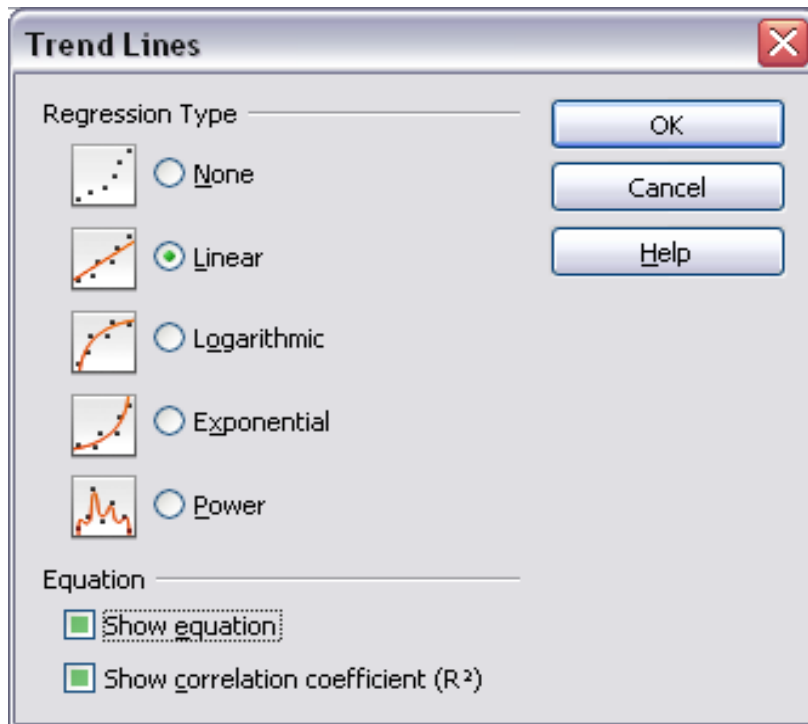 Trend Lines
Regression Type
OK
None
Cancel
Linear
Help
Logarithmic
Exponential
Power
Equation
Show equation
Show correlation coefficient (R²)